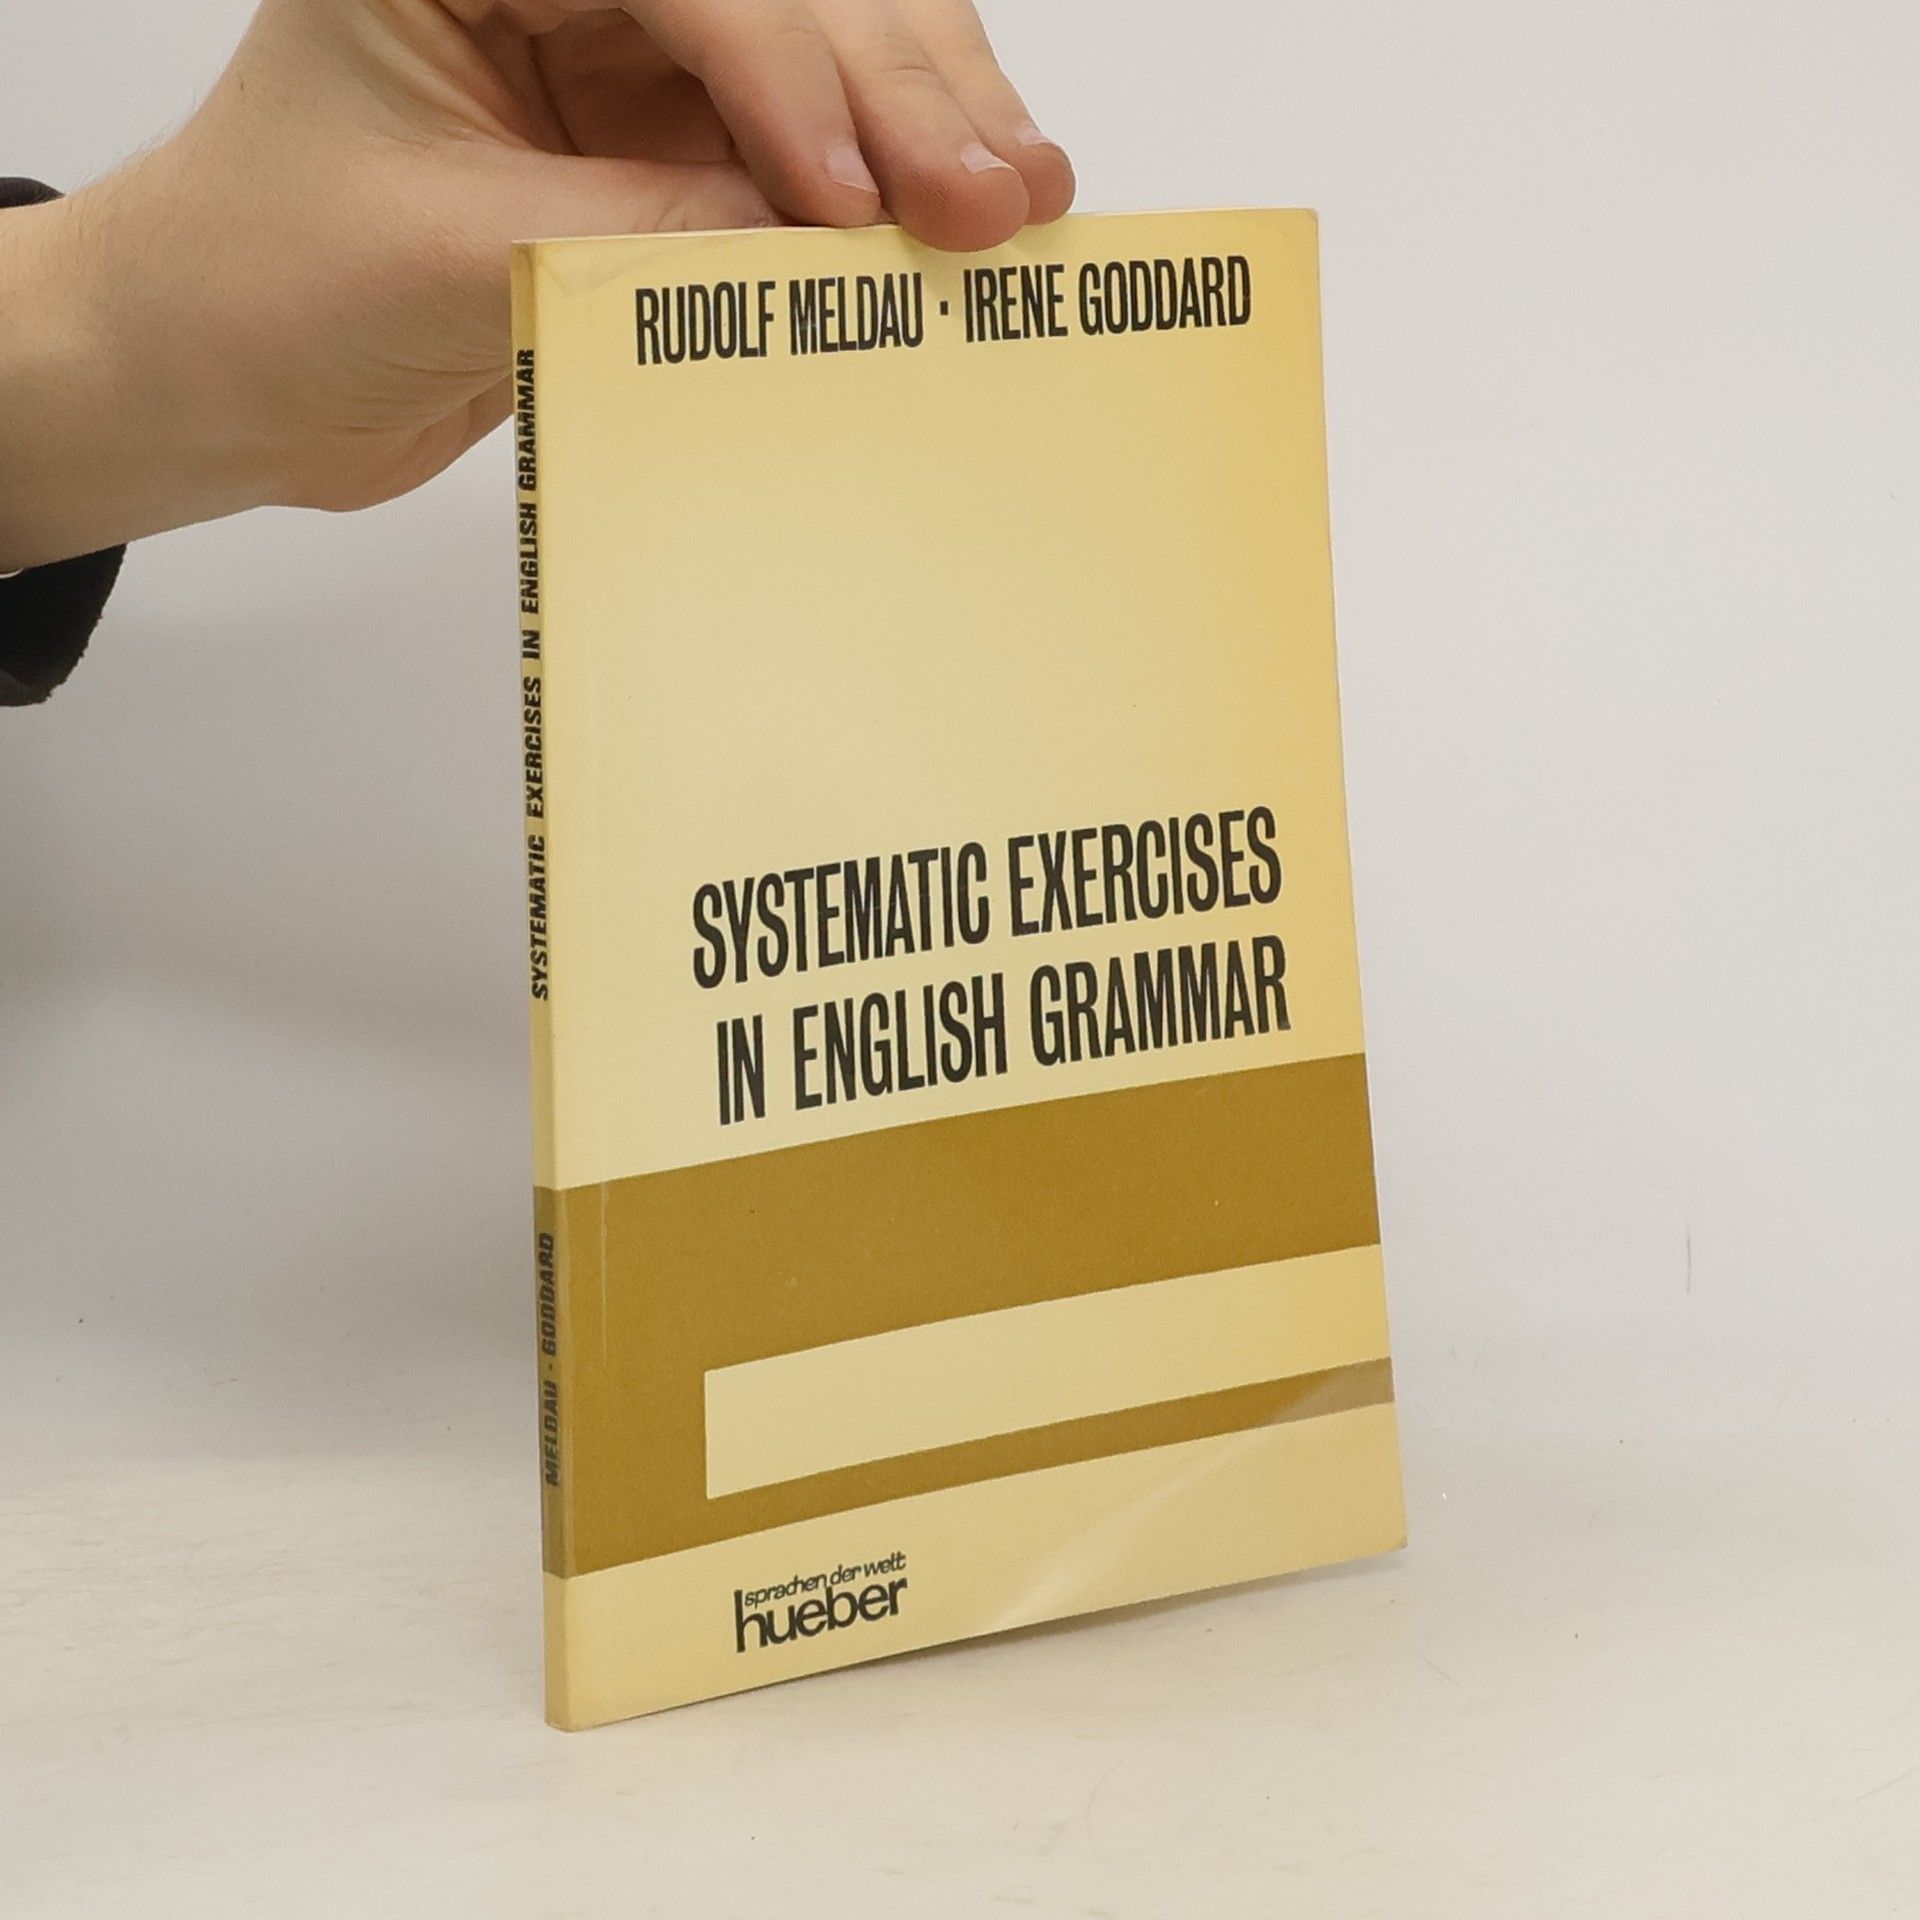 RUDOLF MELDAU · IRENE GODDARD
SYSTEMATIC EXERCISES
IN ENGLISH GRAMMAR
sprachen der welt
hueber
SYSTEMATIC EXERCISES IN ENGLISH GRAMMAR
MELDAU · GODDARD